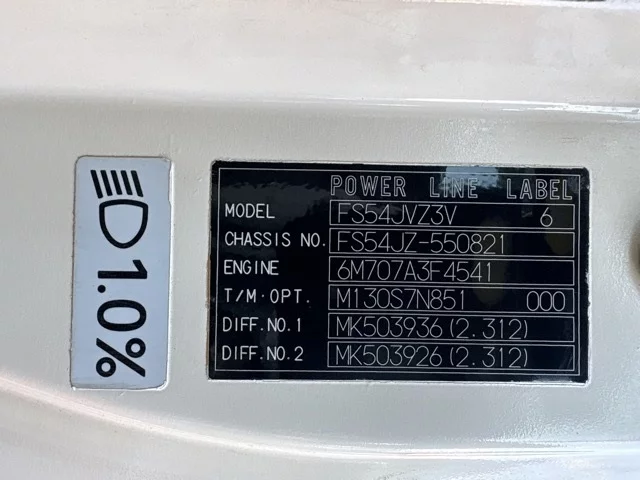 1.0%
POWER LINE LABEL
MODEL FS54JVZ3V 6
CHASSIS NO. FS54JZ-550821
ENGINE 6M707A3F4541
T/M·OPT. M130S7N851 000
DIFF.NO.1 MK503936(2.312)
DIFF.NO.2 MK503926(2.312)